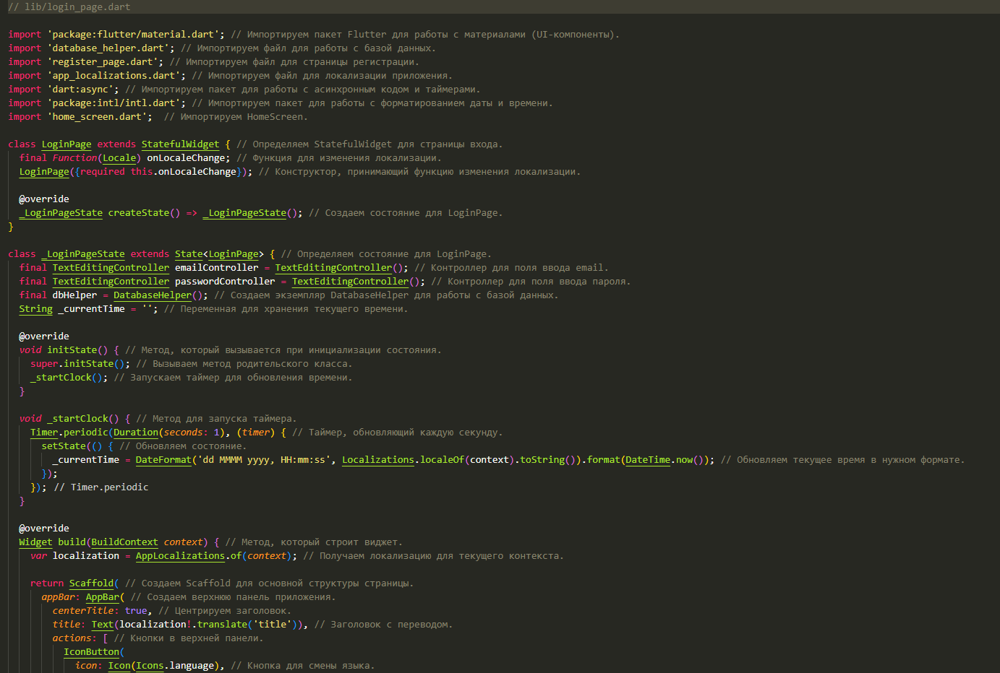 // lib/login_page.dart
import 'package:flutter/material.dart'; // Импортируем пакет Flutter для работы с материалами (UI-компоненты).
import 'database_helper.dart'; // Импортируем файл для работы с базой данных.
import 'register_page.dart'; // Импортируем файл для страницы регистрации.
import 'app_localizations.dart'; // Импортируем файл для локализации приложения.
import 'dart:async'; // Импортируем пакет для работы с асинхронным кодом и таймерами.
import 'package:intl/intl.dart'; // Импортируем пакет для работы с форматированием даты и времени.
import 'home_screen.dart';  // Импортируем HomeScreen.
class LoginPage extends StatefulWidget { // Определяем StatefulWidget для страницы входа.
  final Function(Locale) onLocaleChange; // Функция для изменения локализации.
  LoginPage({required this.onLocaleChange}); // Конструктор, принимающий функцию изменения локализации.
  @override
  _LoginPageState createState() => _LoginPageState(); // Создаем состояние для LoginPage.
}
class _LoginPageState extends State<LoginPage> { // Определяем состояние для LoginPage.
  final TextEditingController emailController = TextEditingController(); // Контроллер для поля ввода email.
  final TextEditingController passwordController = TextEditingController(); // Контроллер для поля ввода пароля.
  final dbHelper = DatabaseHelper(); // Создаем экземпляр DatabaseHelper для работы с базой данных.
  String _currentTime = ''; // Переменная для хранения текущего времени.
  @override
  void initState() { // Метод, который вызывается при инициализации состояния.
    super.initState(); // Вызываем метод родительского класса.
    _startClock(); // Запускаем таймер для обновления времени.
  }
  void _startClock() { // Метод для запуска таймера.
    Timer.periodic(Duration(seconds: 1), (timer) { // Таймер, обновляющий каждую секунду.
      setState(() { // Обновляем состояние.
        _currentTime = DateFormat('dd MMMM yyyy, HH:mm:ss', Localizations.localeOf(context).toString()).format(DateTime.now()); // Обновляем текущее время в нужном формате.
      });
    }); // Timer.periodic
  }
  @override
  Widget build(BuildContext context) { // Метод, который строит виджет.
    var localization = AppLocalizations.of(context); // Получаем локализацию для текущего контекста.
    return Scaffold( // Создаем Scaffold для основной структуры страницы.
      appBar: AppBar( // Создаем верхнюю панель приложения.
        centerTitle: true, // Центрируем заголовок.
        title: Text(localization!.translate('title')), // Заголовок с переводом.
        actions: [ // Кнопки в верхней панели.
          IconButton(
            icon: Icon(Icons.language), // Кнопка для смены языка.